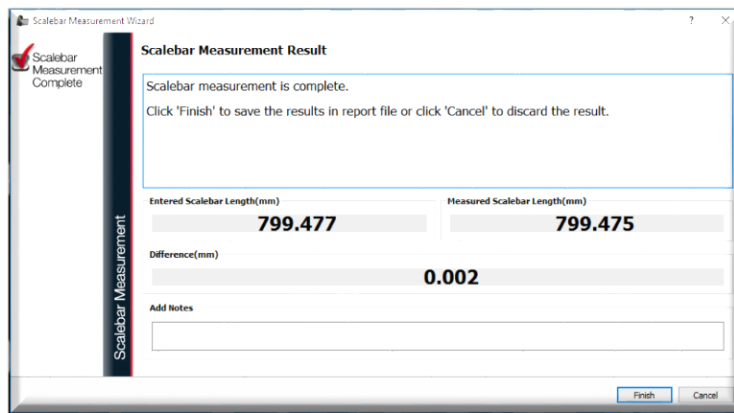 Scalebar Measurement Wizard
?
Scalebar
Measurement
Complete
Scalebar Measurement
Scalebar Measurement Result
Scalebar measurement is complete.
Click 'Finish' to save the results in report file or click 'Cancel' to discard the result.
Entered Scalebar Length(mm)
Measured Scalebar Length(mm)
799.477
799.475
Difference(mm)
0.002
Add Notes
Finish
Cancel